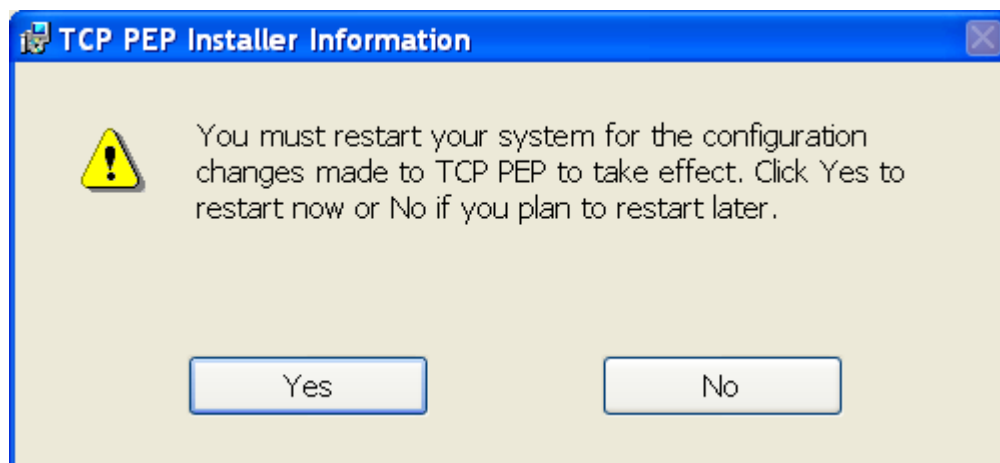 TCP PEP Installer Information
You must restart your system for the configuration
changes made to TCP PEP to take effect. Click Yes to
restart now or No if you plan to restart later.
Yes
No